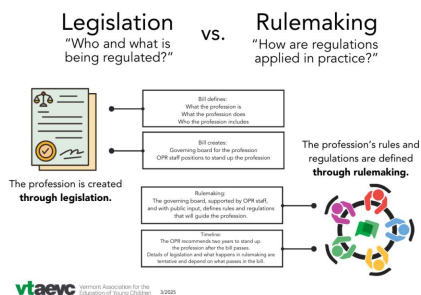 Legislation
"Who and what is
being regulated?"
vs.
Rulemaking
"How are regulations
applied in practice?"
Bill defines:
What the profession is
What the profession does
Who the profession includes
Bill creates:
Governing board for the profession
OPR staff positions to stand up the profession
The profession is created
through legislation.
The profession's rules and
regulations are defined
through rulemaking.
Rulemaking:
The governing board, supported by OPR staff,
and with public input, defines rules and regulations
that will guide the profession.
Timeline:
The OPR recommends two years to stand up
the profession after the bill passes.
Details of legislation and what happens in rulemaking are
tentative and depend on what passes in the bill.
vtaeyc
Vermont Association for the
Education of Young Children
3/2025